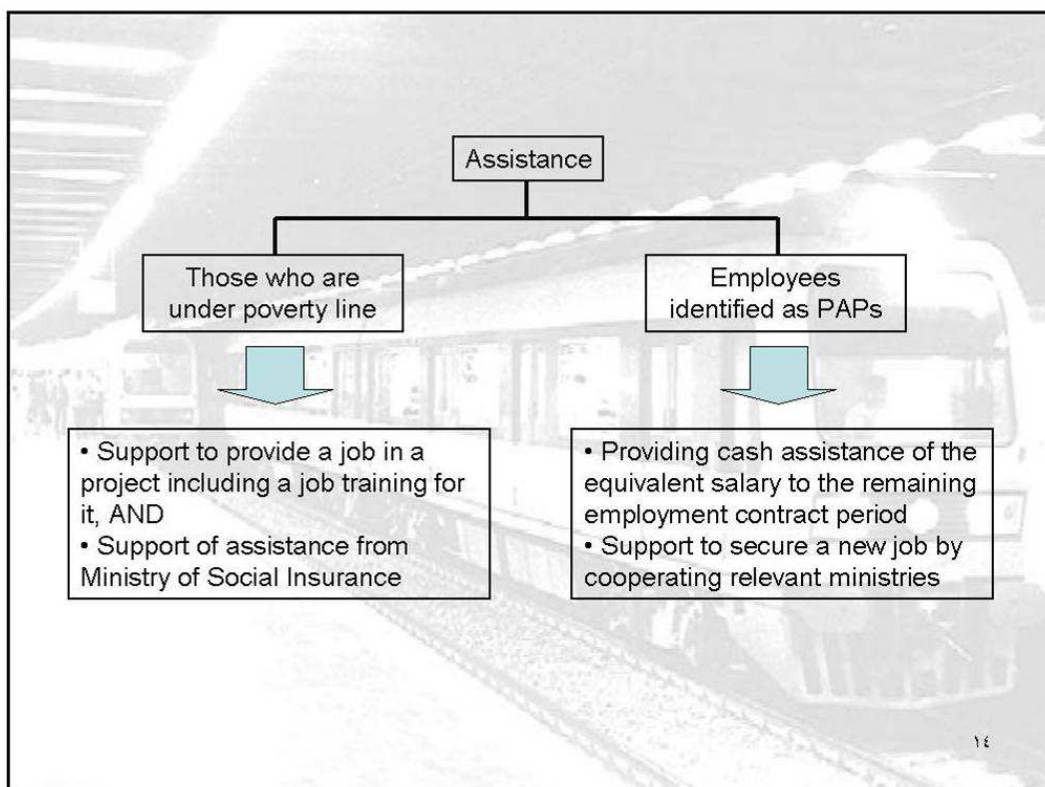 Assistance
Those who are
under poverty line
Employees
identified as PAPs
• Support to provide a job in a
project including a job training for
it, AND
• Support of assistance from
Ministry of Social Insurance
• Providing cash assistance of the
equivalent salary to the remaining
employment contract period
• Support to secure a new job by
cooperating relevant ministries
١٤